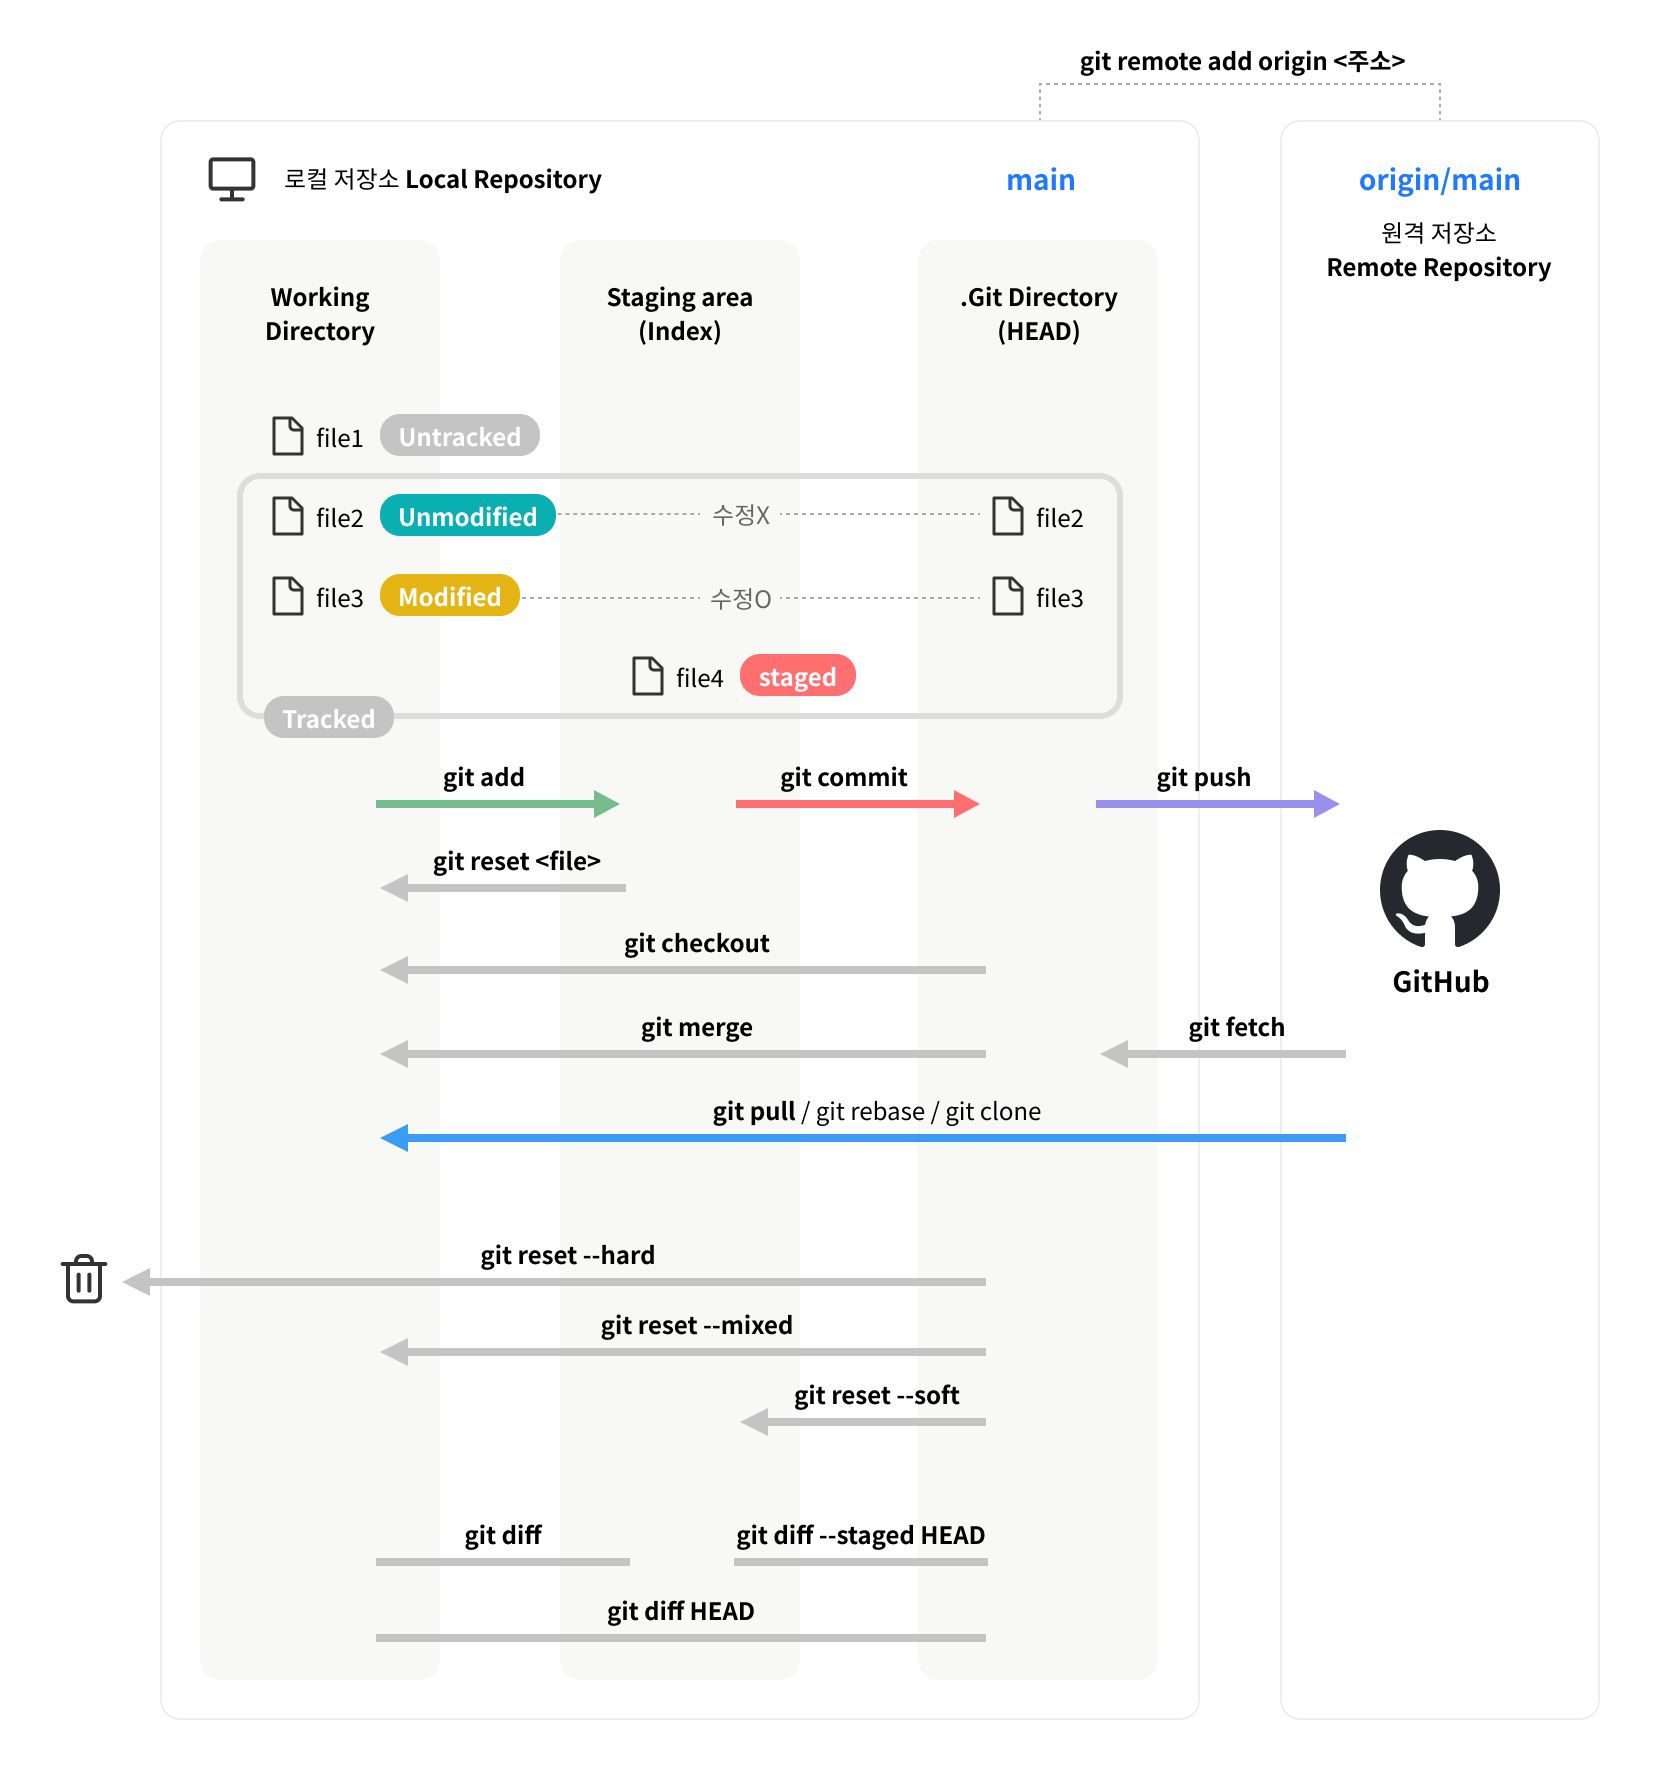 git remote add origin <주소>
로컬 저장소 Local Repository
main
origin/main
원격 저장소
Remote Repository
Working
Directory
Staging area
(Index)
.Git Directory
(HEAD)
file1 Untracked
file2 Unmodified 수정X file2
file3 Modified 수정O file3
file4 staged
Tracked
git add
git commit
git push
git reset <file>
git checkout
GitHub
git merge
git fetch
git pull / git rebase / git clone
git reset --hard
git reset --mixed
git reset --soft
git diff
git diff --staged HEAD
git diff HEAD